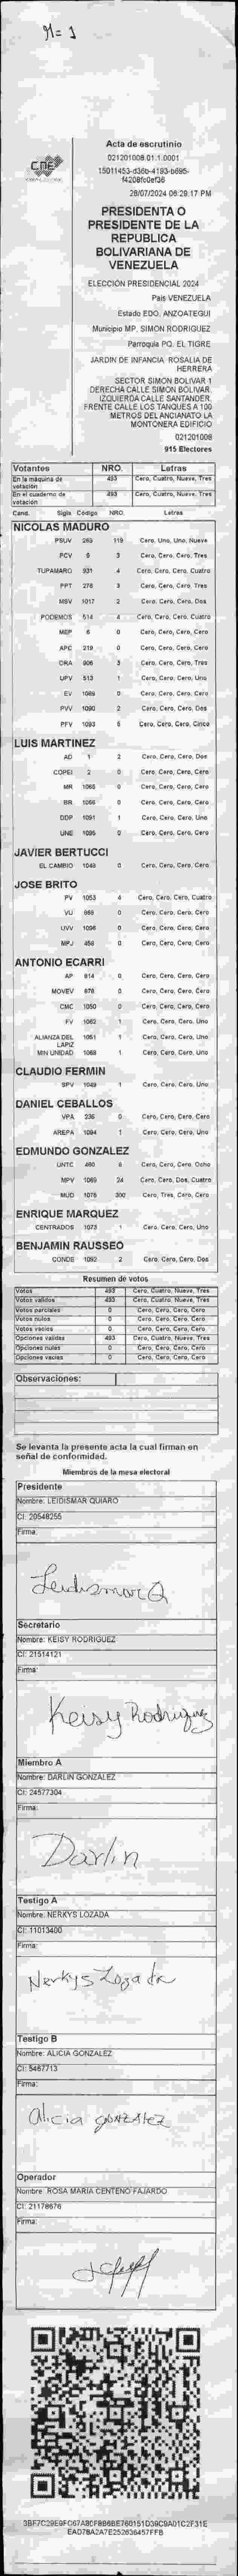 M= 1
CNE
Acta de escrutinio
021201008.01.1.0001
28/07/2024 06:29:17 PM
PRESIDENTA O
PRESIDENTE DE LA
REPUBLICA
BOLIVARIANA DE
VENEZUELA
ELECCIÓN PRESIDENCIAL 2024
Pais VENEZUELA
Estado EDO. ANZOATEGUI
Municipio MP. SIMON RODRIGUEZ
Parroquia PQ. EL TIGRE
JARDIN DE INFANCIA ROSALIA DE
HERRERA
SECTOR SIMON BOLIVAR 1
DERECHA CALLE SIMON BOLIVAR.
IZQUIERDA CALLE SANTANDER.
FRENTE CALLE LOS TANQUES A 100
METROS DEL ANCIANATO LA
MONTONERA EDIFICIO
021201008
915 Electores
Votantes NRO. Letras
En la máquina de votación 493 Cero, Cuatro, Nueve, Tres
En el cuaderno de votación 493 Cero, Cuatro, Nueve, Tres
Cand. Sigla Código NRO. Letras
NICOLAS MADURO
PSUV 265 119 Cero, Uno, Uno, Nueve
PCV 9 3 Cero, Cero, Cero, Tres
TUPAMARO 931 4 Cero, Cero, Cero, Cuatro
PPT 276 3 Cero, Cero, Cero, Tres
MSV 1017 2 Cero, Cero, Cero, Dos
PODEMOS 514 4 Cero, Cero, Cero, Cuatro
MEP 6 0 Cero, Cero, Cero, Cero
APC 219 0 Cero, Cero, Cero, Cero
ORA 906 3 Cero, Cero, Cero, Tres
UPV 513 1 Cero, Cero, Cero, Uno
EV 1089 0 Cero, Cero, Cero, Cero
PVV 1090 2 Cero, Cero, Cero, Dos
PFV 1093 5 Cero, Cero, Cero, Cinco
LUIS MARTINEZ
AD 1 2 Cero, Cero, Cero, Dos
COPEI 2 0 Cero, Cero, Cero, Cero
MR 1065 0 Cero, Cero, Cero, Cero
BR 1066 0 Cero, Cero, Cero, Cero
DDP 1091 1 Cero, Cero, Cero, Uno
UNE 1095 0 Cero, Cero, Cero, Cero
JAVIER BERTUCCI
EL CAMBIO 1048 0 Cero, Cero, Cero, Cero
JOSE BRITO
PV 1053 4 Cero, Cero, Cero, Cuatro
VU 968 0 Cero, Cero, Cero, Cero
UVV 1096 0 Cero, Cero, Cero, Cero
MPJ 456 0 Cero, Cero, Cero, Cero
ANTONIO ECARRI
AP 814 0 Cero, Cero, Cero, Cero
MOVEV 878 0 Cero, Cero, Cero, Cero
CMC 1050 0 Cero, Cero, Cero, Cero
FV 1062 1 Cero, Cero, Cero, Uno
ALIANZA DEL LAPIZ 1051 1 Cero, Cero, Cero, Uno
MIN UNIDAD 1068 1 Cero, Cero, Cero, Uno
CLAUDIO FERMIN
SPV 1049 1 Cero, Cero, Cero, Uno
DANIEL CEBALLOS
VPA 236 0 Cero, Cero, Cero, Cero
AREPA 1094 1 Cero, Cero, Cero, Uno
EDMUNDO GONZALEZ
UNTC 460 8 Cero, Cero, Cero, Ocho
MPV 1069 24 Cero, Cero, Dos, Cuatro
MUD 1076 300 Cero, Tres, Cero, Cero
ENRIQUE MARQUEZ
CENTRADOS 1073 1 Cero, Cero, Cero, Uno
BENJAMIN RAUSSEO
CONDE 1092 2 Cero, Cero, Cero, Dos
Resumen de votos
Votos 493 Cero, Cuatro, Nueve, Tres
Votos validos 493 Cero, Cuatro, Nueve, Tres
Votos parciales 0 Cero, Cero, Cero, Cero
Votos nulos 0 Cero, Cero, Cero, Cero
Votos vacios 0 Cero, Cero, Cero, Cero
Opciones validas 493 Cero, Cuatro, Nueve, Tres
Opciones nulas 0 Cero, Cero, Cero, Cero
Opciones vacias 0 Cero, Cero, Cero, Cero
Observaciones:
Se levanta la presente acta la cual firman en
señal de conformidad.
Miembros de la mesa electoral
Presidente
Nombre: LEIDISMAR QUIARO
CI: 20548255
Firma:
Leidismar Q
Secretario
Nombre: KEISY RODRIGUEZ
CI: 21514121
Firma:
Keisy Rodriguez
Miembro A
Nombre: DARLIN GONZALEZ
CI: 24577304
Firma:
Darlin
Testigo A
Nombre: NERKYS LOZADA
CI: 11013400
Firma:
Nerkys Lozada
Testigo B
Nombre: ALICIA GONZALEZ
CI: 5467713
Firma:
Alicia GONZALEZ
Operador
Nombre: ROSA MARIA CENTENO FAJARDO
CI: 21178676
Firma: